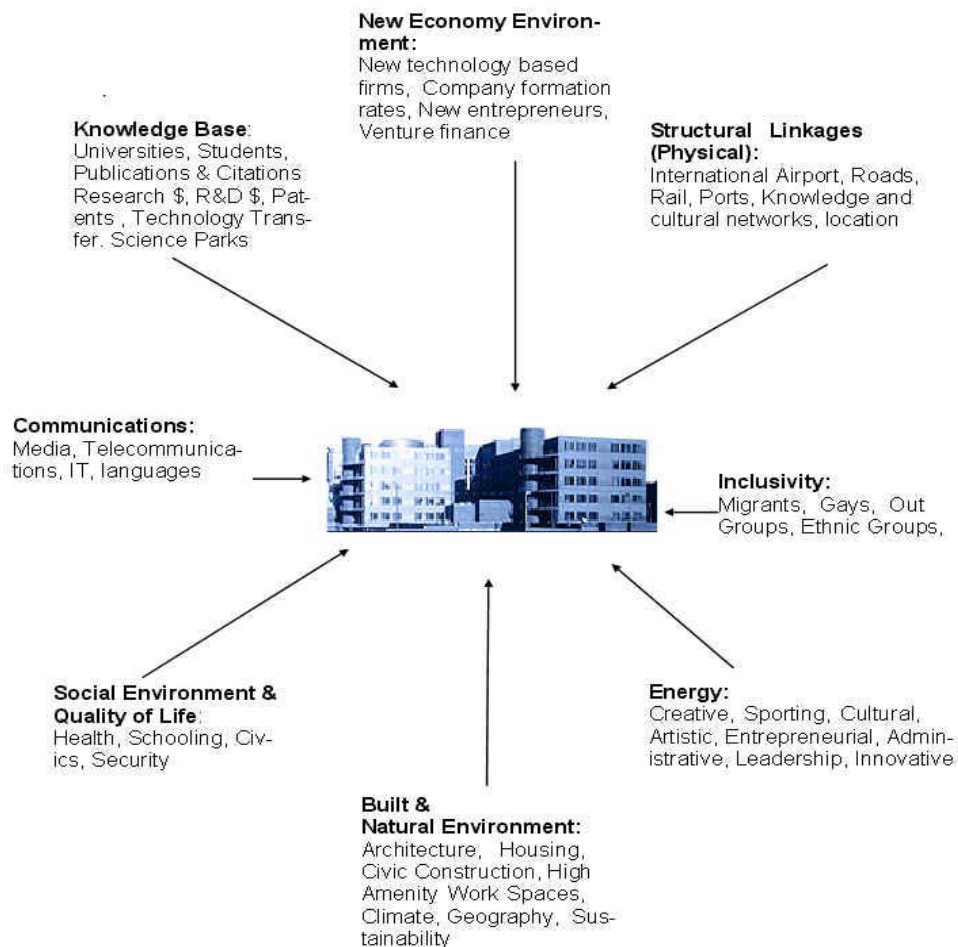 New Economy Environ-
ment:
New technology based
firms, Company formation
rates, New entrepreneurs,
Venture finance
Knowledge Base:
Universities, Students,
Publications & Citations
Research $, R&D $, Pat-
ents , Technology Trans-
fer. Science Parks
Structural Linkages
(Physical):
International Airport, Roads,
Rail, Ports, Knowledge and
cultural networks, location
Communications:
Media, Telecommunica-
tions, IT, languages
Inclusivity:
Migrants, Gays, Out
Groups, Ethnic Groups,
Social Environment &
Quality of Life:
Health, Schooling, Civ-
ics, Security
Energy:
Creative, Sporting, Cultural,
Artistic, Entrepreneurial, Admin-
istrative, Leadership, Innovative
Built &
Natural Environment:
Architecture, Housing,
Civic Construction, High
Amenity Work Spaces,
Climate, Geography, Sus-
tainability